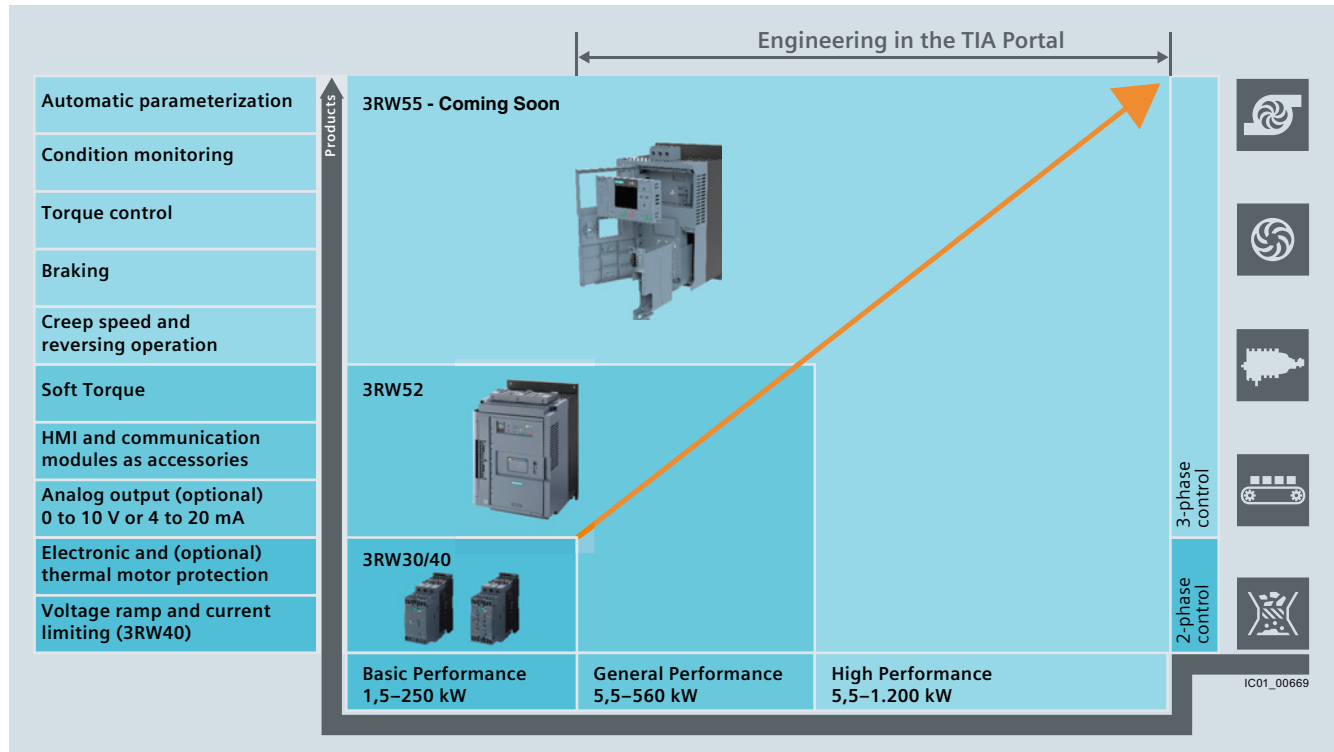 Engineering in the TIA Portal
Products
Automatic parameterization
Condition monitoring
Torque control
Braking
Creep speed and
reversing operation
Soft Torque
HMI and communication
modules as accessories
Analog output (optional)
0 to 10 V or 4 to 20 mA
Electronic and (optional)
thermal motor protection
Voltage ramp and current
limiting (3RW40)
3RW55 - Coming Soon
3RW52
3RW30/40
3-phase
control
2-phase
control
Basic Performance
1,5–250 kW
General Performance
5,5–560 kW
High Performance
5,5–1.200 kW
IC01_00669